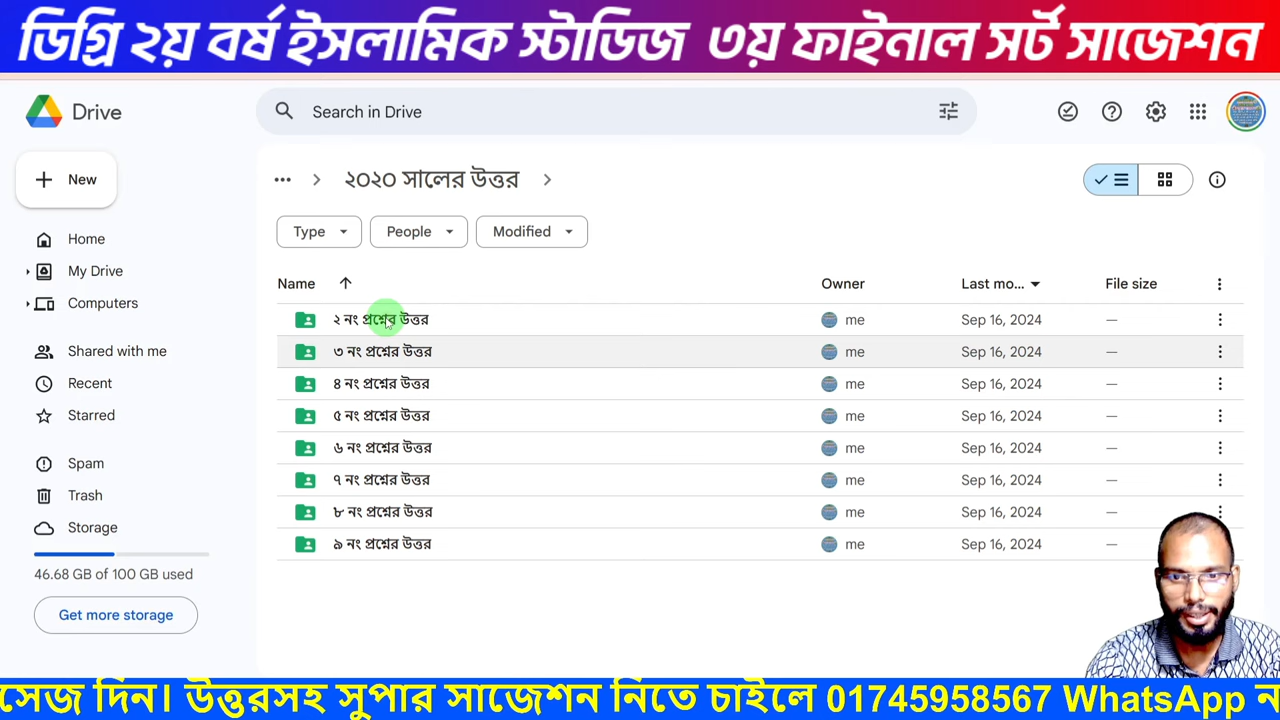 ডিগ্রি ২য় বর্ষ ইসলামিক স্টাডিজ ৩য় ফাইনাল সর্ট সাজেশন
Drive
Search in Drive
New
••• > ২০২০ সালের উত্তর >
Type
People
Modified
Home
My Drive
Computers
Shared with me
Recent
Starred
Spam
Trash
Storage
46.68 GB of 100 GB used
Get more storage
Name Owner Last mo... File size
২ নং প্রশ্নের উত্তর me Sep 16, 2024 —
৩ নং প্রশ্নের উত্তর me Sep 16, 2024 —
৪ নং প্রশ্নের উত্তর me Sep 16, 2024 —
৫ নং প্রশ্নের উত্তর me Sep 16, 2024 —
৬ নং প্রশ্নের উত্তর me Sep 16, 2024 —
৭ নং প্রশ্নের উত্তর me Sep 16, 2024 —
৮ নং প্রশ্নের উত্তর me Sep 16, 2024 —
৯ নং প্রশ্নের উত্তর me Sep 16, 2024 —
সেজ দিন। উত্তরসহ সুপার সাজেশন নিতে চাইলে 01745958567 WhatsApp ন